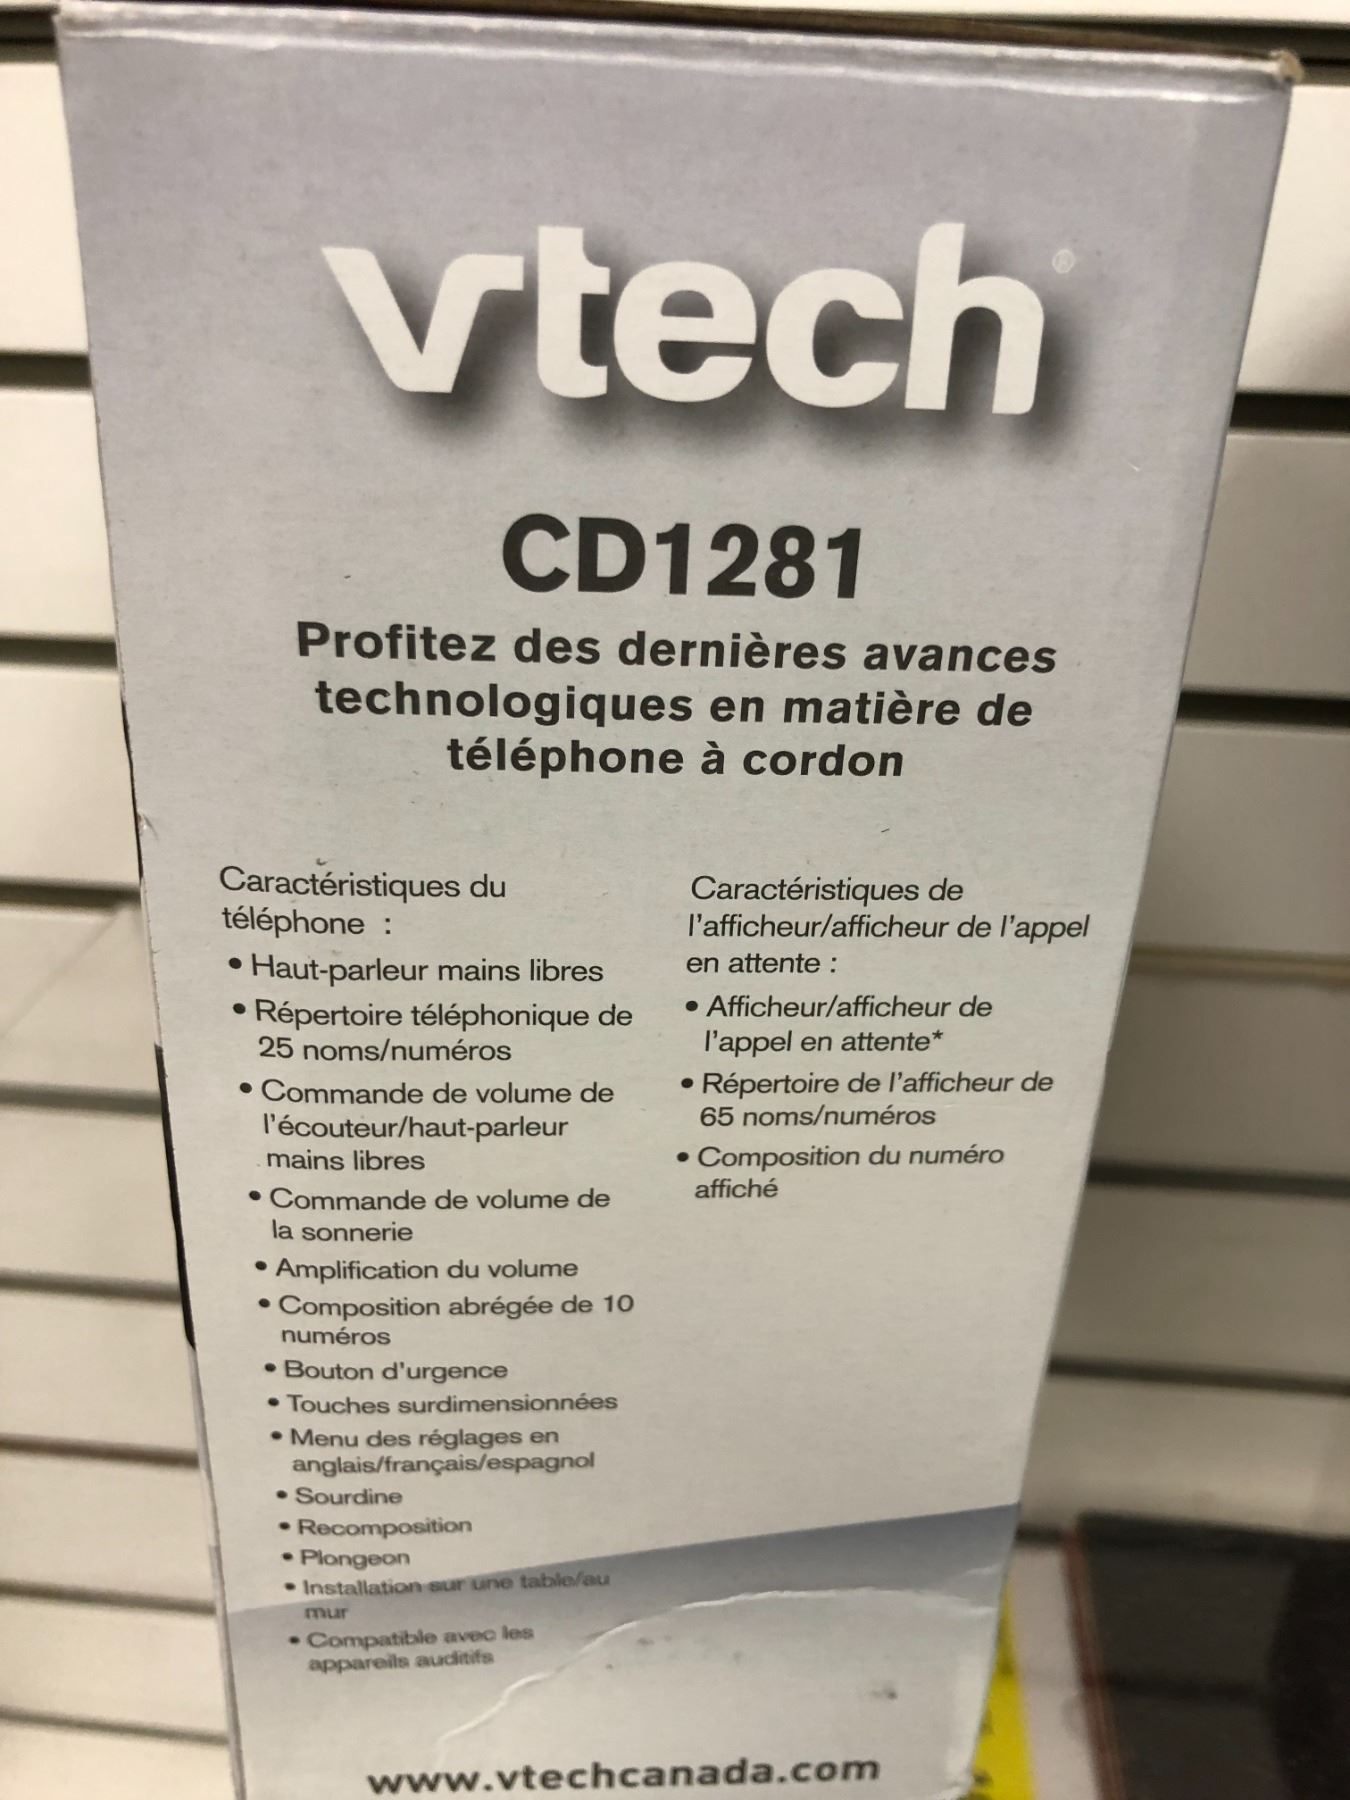 vtech®
CD1281
Profitez des dernières avances
technologiques en matière de
téléphone à cordon
Caractéristiques du
téléphone :
• Haut-parleur mains libres
• Répertoire téléphonique de
25 noms/numéros
• Commande de volume de
l'écouteur/haut-parleur
mains libres
• Commande de volume de
la sonnerie
• Amplification du volume
• Composition abrégée de 10
numéros
• Bouton d'urgence
• Touches surdimensionnées
• Menu des réglages en
anglais/français/espagnol
• Sourdine
• Recomposition
• Plongeon
• Installation sur une table/au
mur
• Compatible avec les
appareils auditifs
Caractéristiques de
l'afficheur/afficheur de l'appel
en attente :
• Afficheur/afficheur de
l'appel en attente*
• Répertoire de l'afficheur de
65 noms/numéros
• Composition du numéro
affiché
www.vtechcanada.com